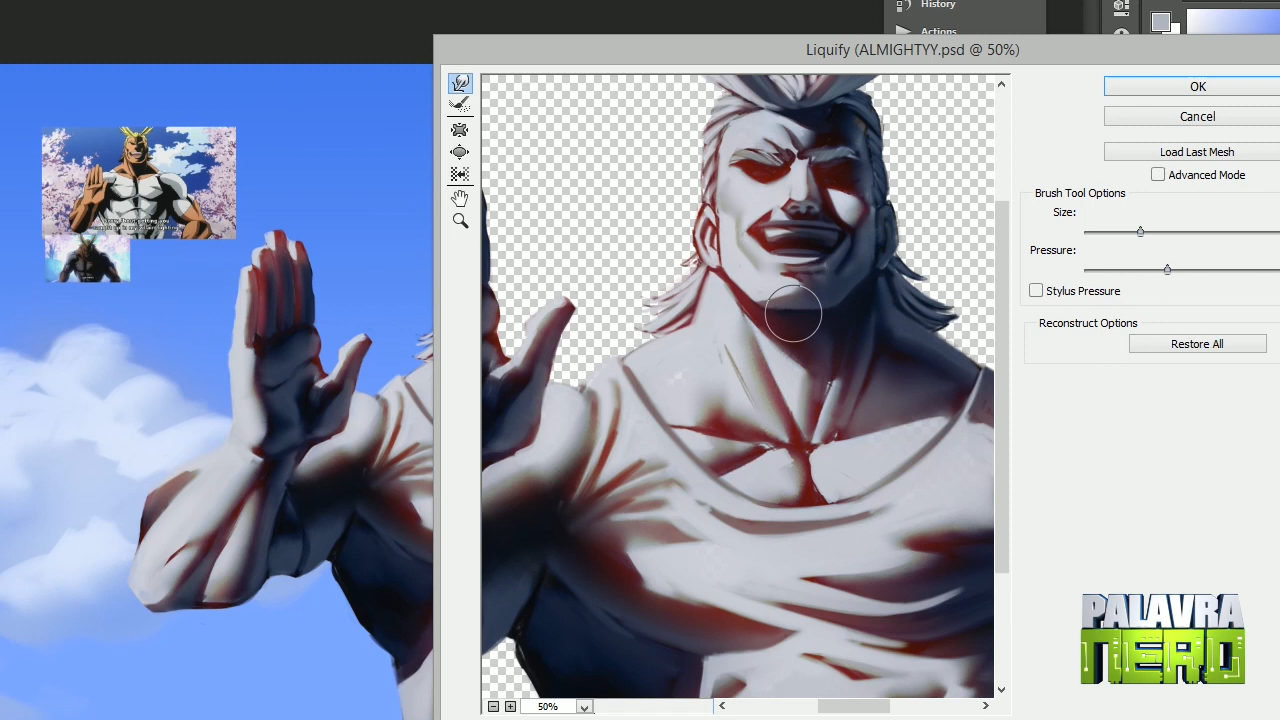 History
Actions
Liquify (ALMIGHTYY.psd @ 50%)
OK
Cancel
Load Last Mesh
Advanced Mode
Brush Tool Options
Size:
Pressure:
Stylus Pressure
Reconstruct Options
Restore All
PALAVRA
NERD
50%